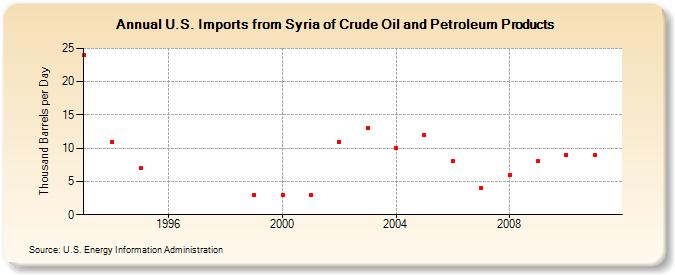 Annual U.S. Imports from Syria of Crude Oil and Petroleum Products
Thousand Barrels per Day
25
20
15
10
5
0
1996 2000 2004 2008
Source: U.S. Energy Information Administration